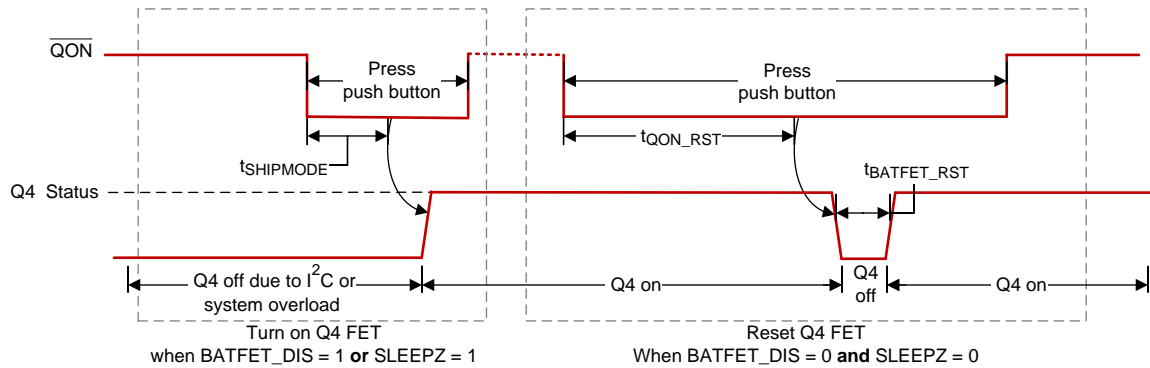 QON
Press
push button
Press
push button
tSHIPMODE
tQON_RST
tBATFET_RST
Q4 Status
Q4 off due to I²C or
system overload
Q4 on
Q4
off
Q4 on
Turn on Q4 FET
when BATFET_DIS = 1 or SLEEPZ = 1
Reset Q4 FET
When BATFET_DIS = 0 and SLEEPZ = 0